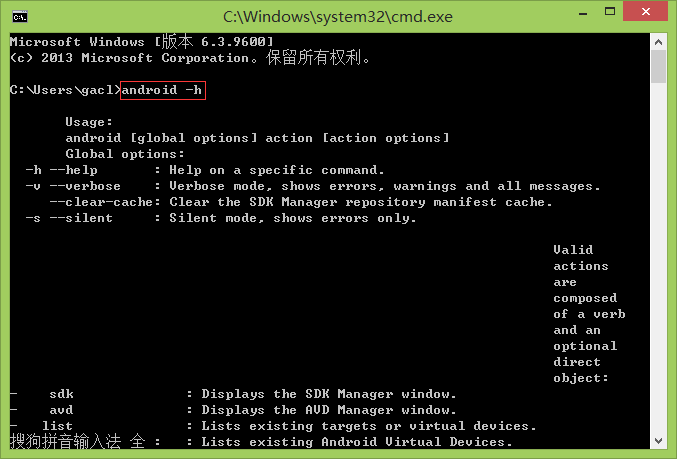 C:\Windows\system32\cmd.exe
Microsoft Windows [版本 6.3.9600]
(c) 2013 Microsoft Corporation。保留所有权利。
C:\Users\gacl>android -h
Usage:
android [global options] action [action options]
Global options:
-h --help : Help on a specific command.
-v --verbose : Verbose mode, shows errors, warnings and all messages.
--clear-cache: Clear the SDK Manager repository manifest cache.
-s --silent : Silent mode, shows errors only.
Valid
actions
are
composed
of a verb
and an
optional
direct
object:
- sdk : Displays the SDK Manager window.
- avd : Displays the AVD Manager window.
- list : Lists existing targets or virtual devices.
搜狗拼音输入法 全 : : Lists existing Android Virtual Devices.